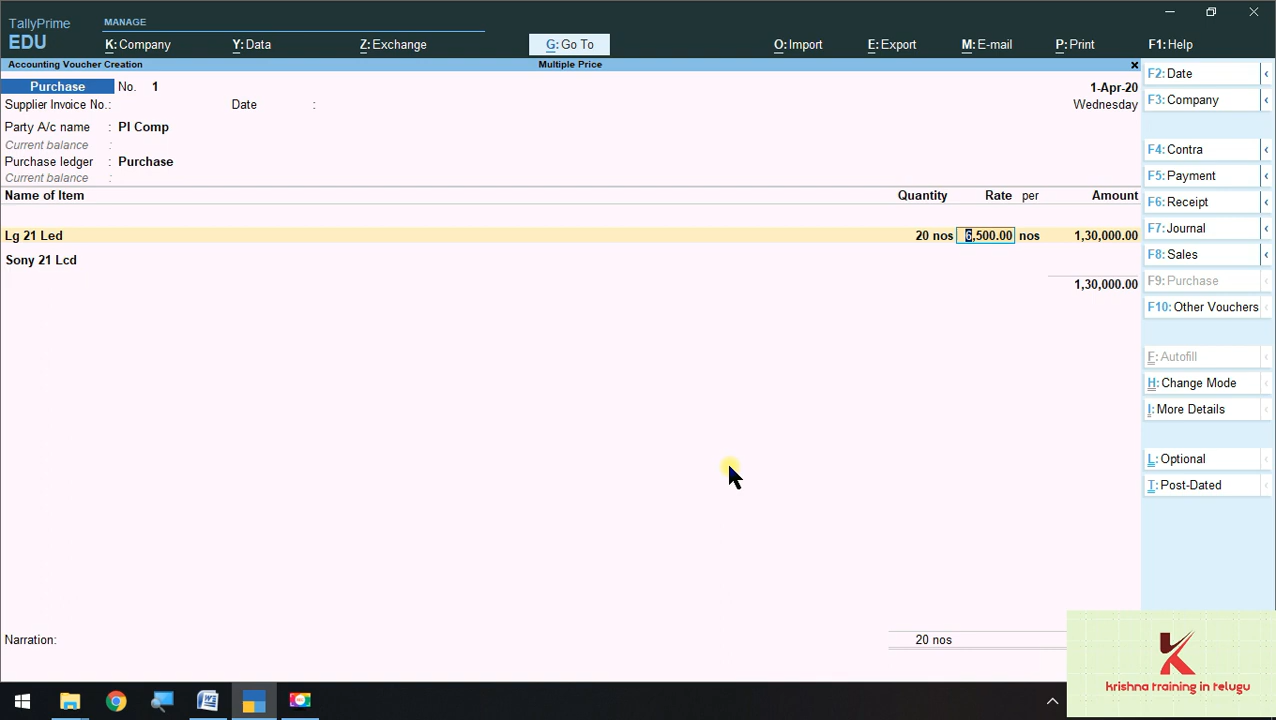 TallyPrime
MANAGE
EDU
K: Company
Y: Data
Z: Exchange
G: Go To
O: Import
E: Export
M: E-mail
P: Print
F1: Help
Accounting Voucher Creation
Multiple Price
x
Purchase No. 1
1-Apr-20
Supplier Invoice No.: Date :
Wednesday
Party A/c name : PI Comp
Current balance :
Purchase ledger : Purchase
Current balance :
Name of Item Quantity Rate per Amount
Lg 21 Led 20 nos 6,500.00 nos 1,30,000.00
Sony 21 Lcd
1,30,000.00
Narration: 20 nos
F2: Date
F3: Company
F4: Contra
F5: Payment
F6: Receipt
F7: Journal
F8: Sales
F9: Purchase
F10: Other Vouchers
F: Autofill
H: Change Mode
I: More Details
L: Optional
T: Post-Dated
krishna training in telugu